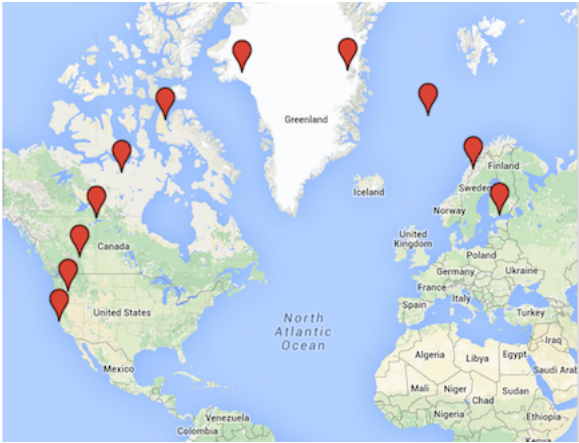 Greenland
Iceland
Finland
Sweden
Norway
United
Kingdom
Canada
Poland
Germany
Ukraine
France
Italy
Spain
Turkey
United States
North
Atlantic
Ocean
Iraq
Algeria
Libya
Egypt
Saudi Arab
Mexico
Mali
Niger
Sudan
Chad
Nigeria
Ethiopia
Venezuela
Colombia
Kenya